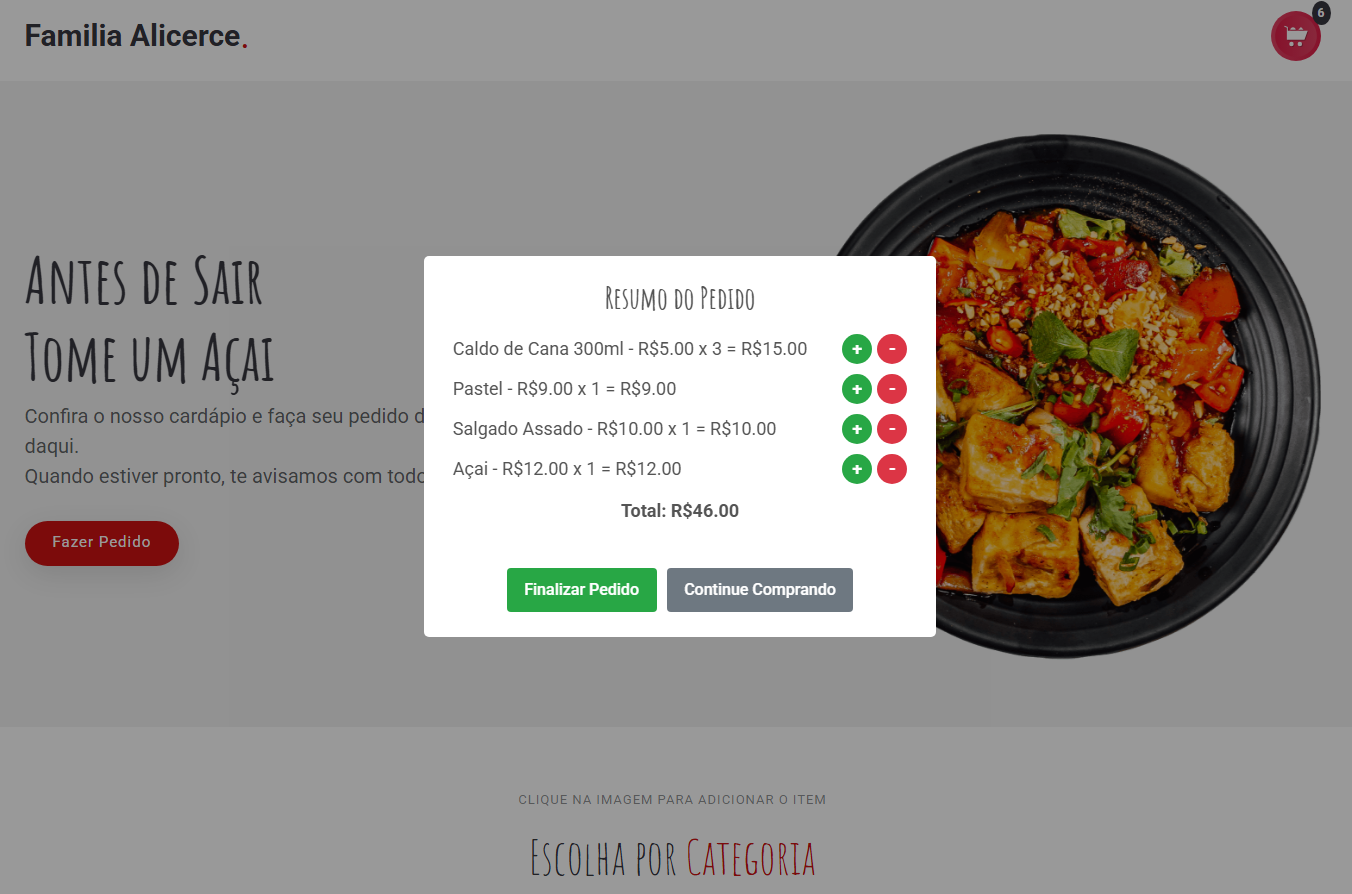 Familia Alicerce.
6
Antes de Sair
Tome um Açai
Confira o nosso cardápio e faça seu pedido
daqui.
Quando estiver pronto, te avisamos com
Fazer Pedido
Resumo do Pedido
Caldo de Cana 300ml - R$5.00 x 3 = R$15.00
+ -
Pastel - R$9.00 x 1 = R$9.00
+ -
Salgado Assado - R$10.00 x 1 = R$10.00
+ -
Açai - R$12.00 x 1 = R$12.00
+ -
Total: R$46.00
Finalizar Pedido
Continue Comprando
CLIQUE NA IMAGEM PARA ADICIONAR O ITEM
Escolha por Categoria